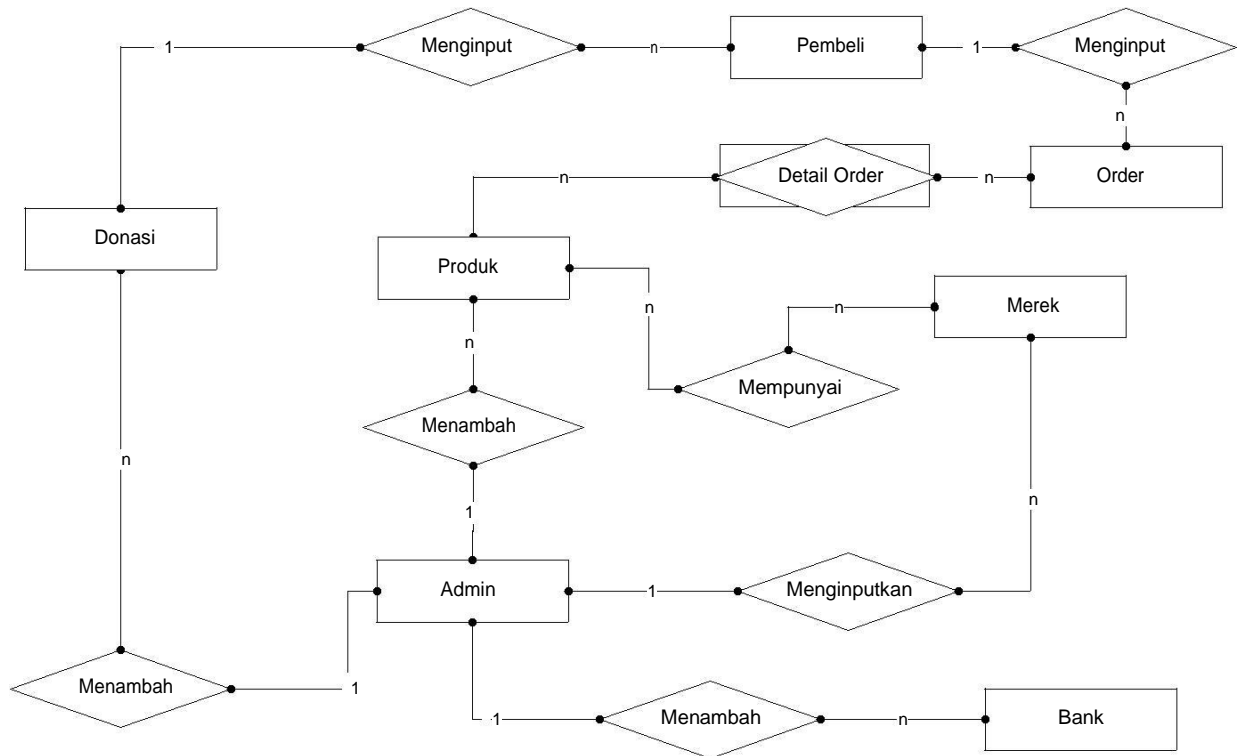 1
Menginput
n
Pembeli
1
Menginput
n
n
Detail Order
n
Order
Donasi
Produk
n
Merek
n
n
Mempunyai
Menambah
n
n
1
Admin
1
Menginputkan
Menambah
1
1
Menambah
n
Bank